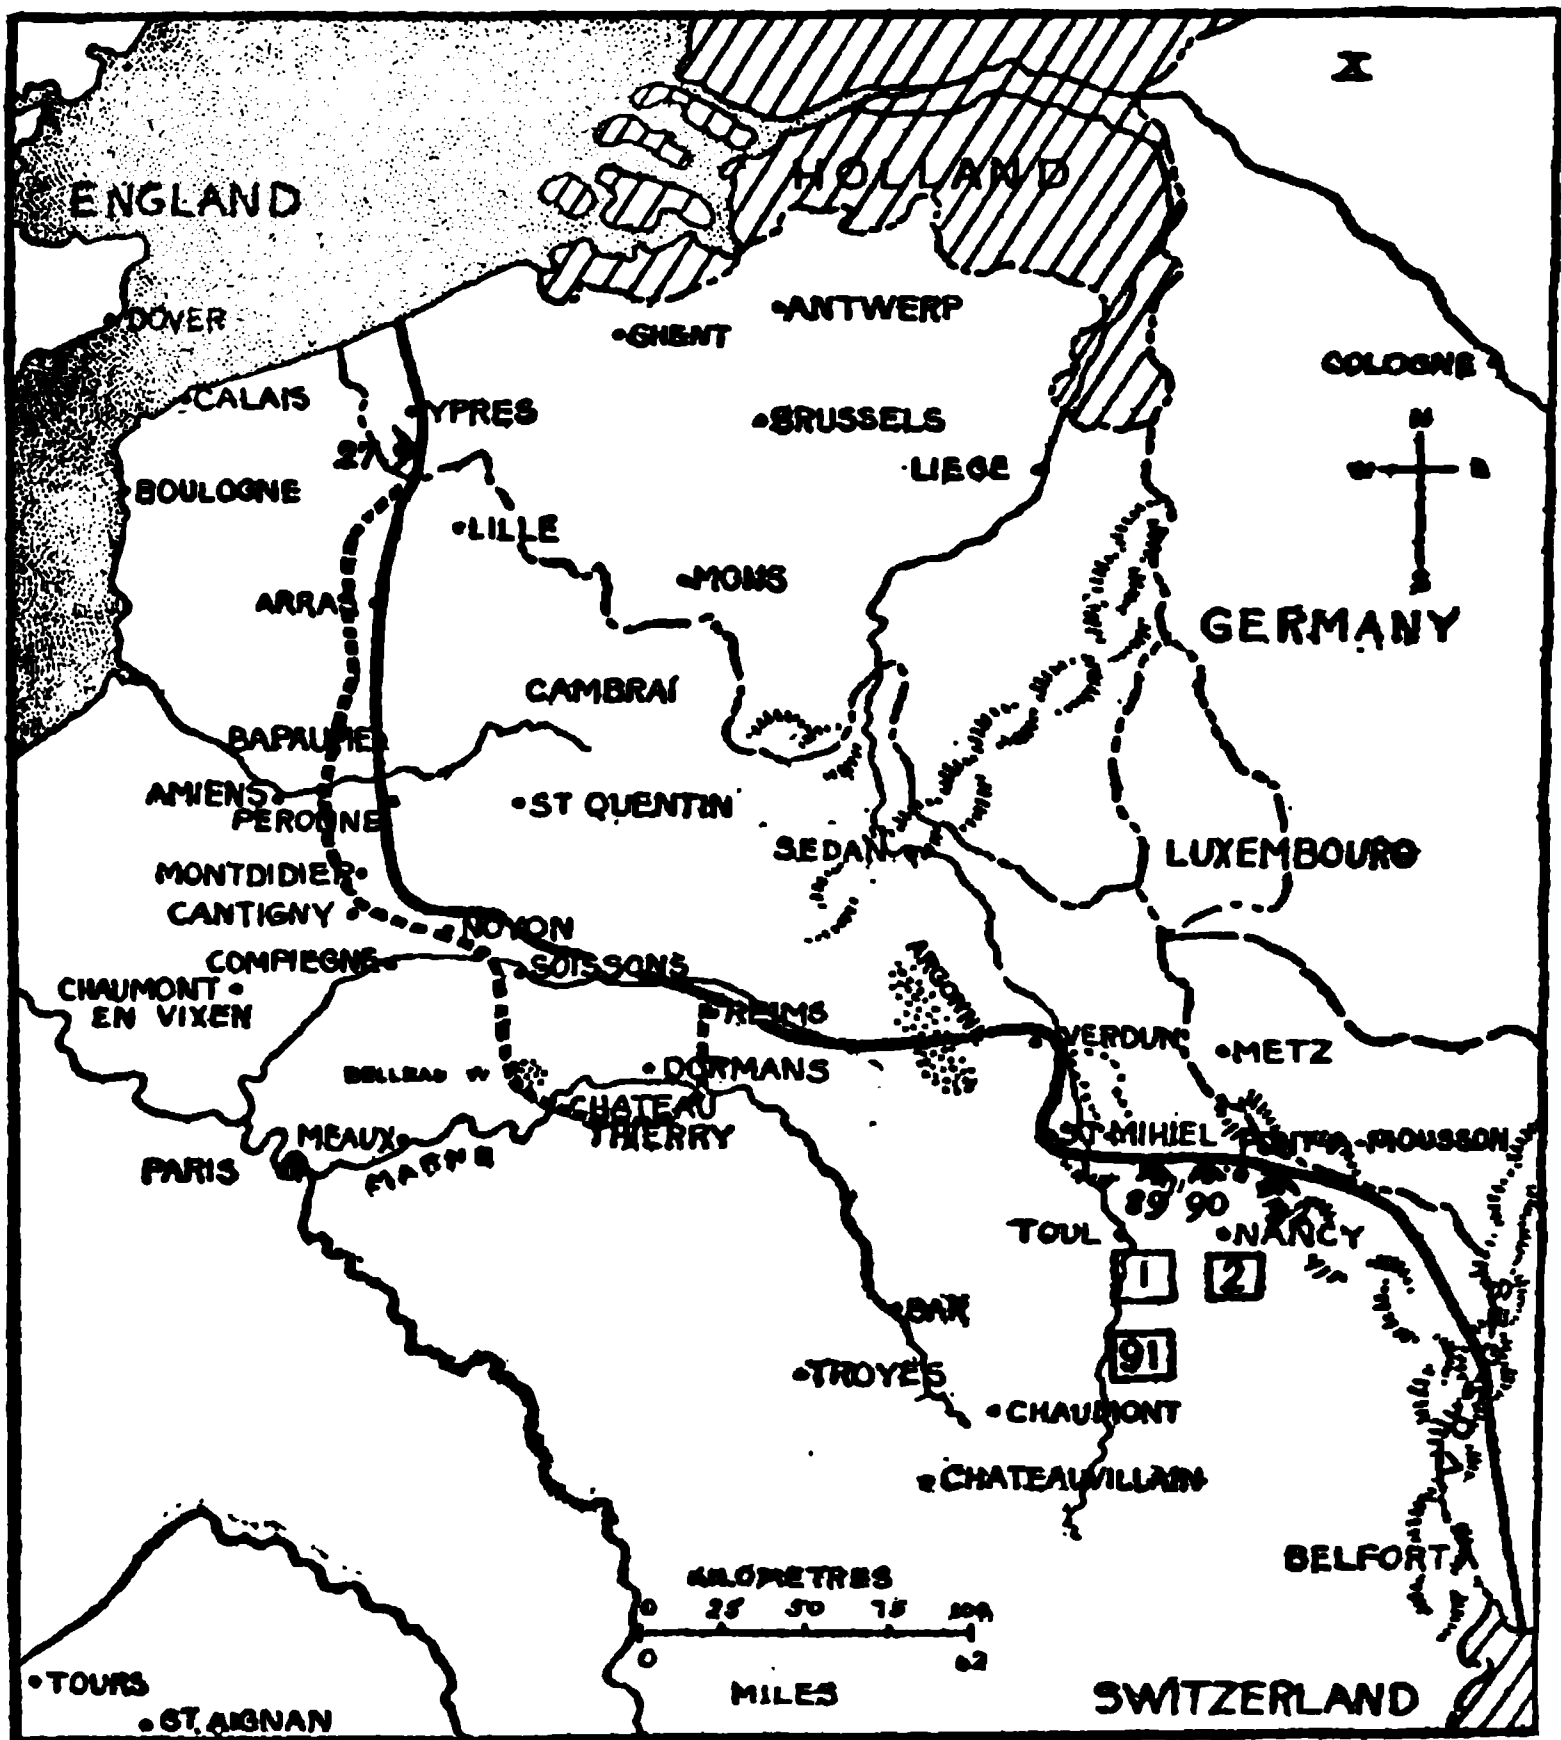 X
HOLLAND
ENGLAND
DOVER
ANTWERP
GHENT
COLOGNE
CALAIS
YPRES
BRUSSELS
N
27
LIEGE
W E
BOULOGNE
LILLE
MONS
S
ARRAS
GERMANY
CAMBRAI
BAPAUME
AMIENS
ST QUENTIN
PERONNE
SEDAN
LUXEMBOURG
MONTDIDIER
CANTIGNY
NOYON
COMPIEGNE
SOISSONS
ARGONNE
CHAUMONT
EN VIXEN
REIMS
VERDUN
METZ
BELLEAU W
DORMANS
CHATEAU
THIERRY
MEAUX
ST MIHIEL
PONT-A-MOUSSON
PARIS
MARNE
89 90
TOUL
NANCY
1
2
BAR
91
TROYES
CHAUMONT
CHATEAUVILLAIN
BELFORT
KILOMETRES
0 25 50 75 100
0 62
MILES
TOURS
ST. AIGNAN
SWITZERLAND